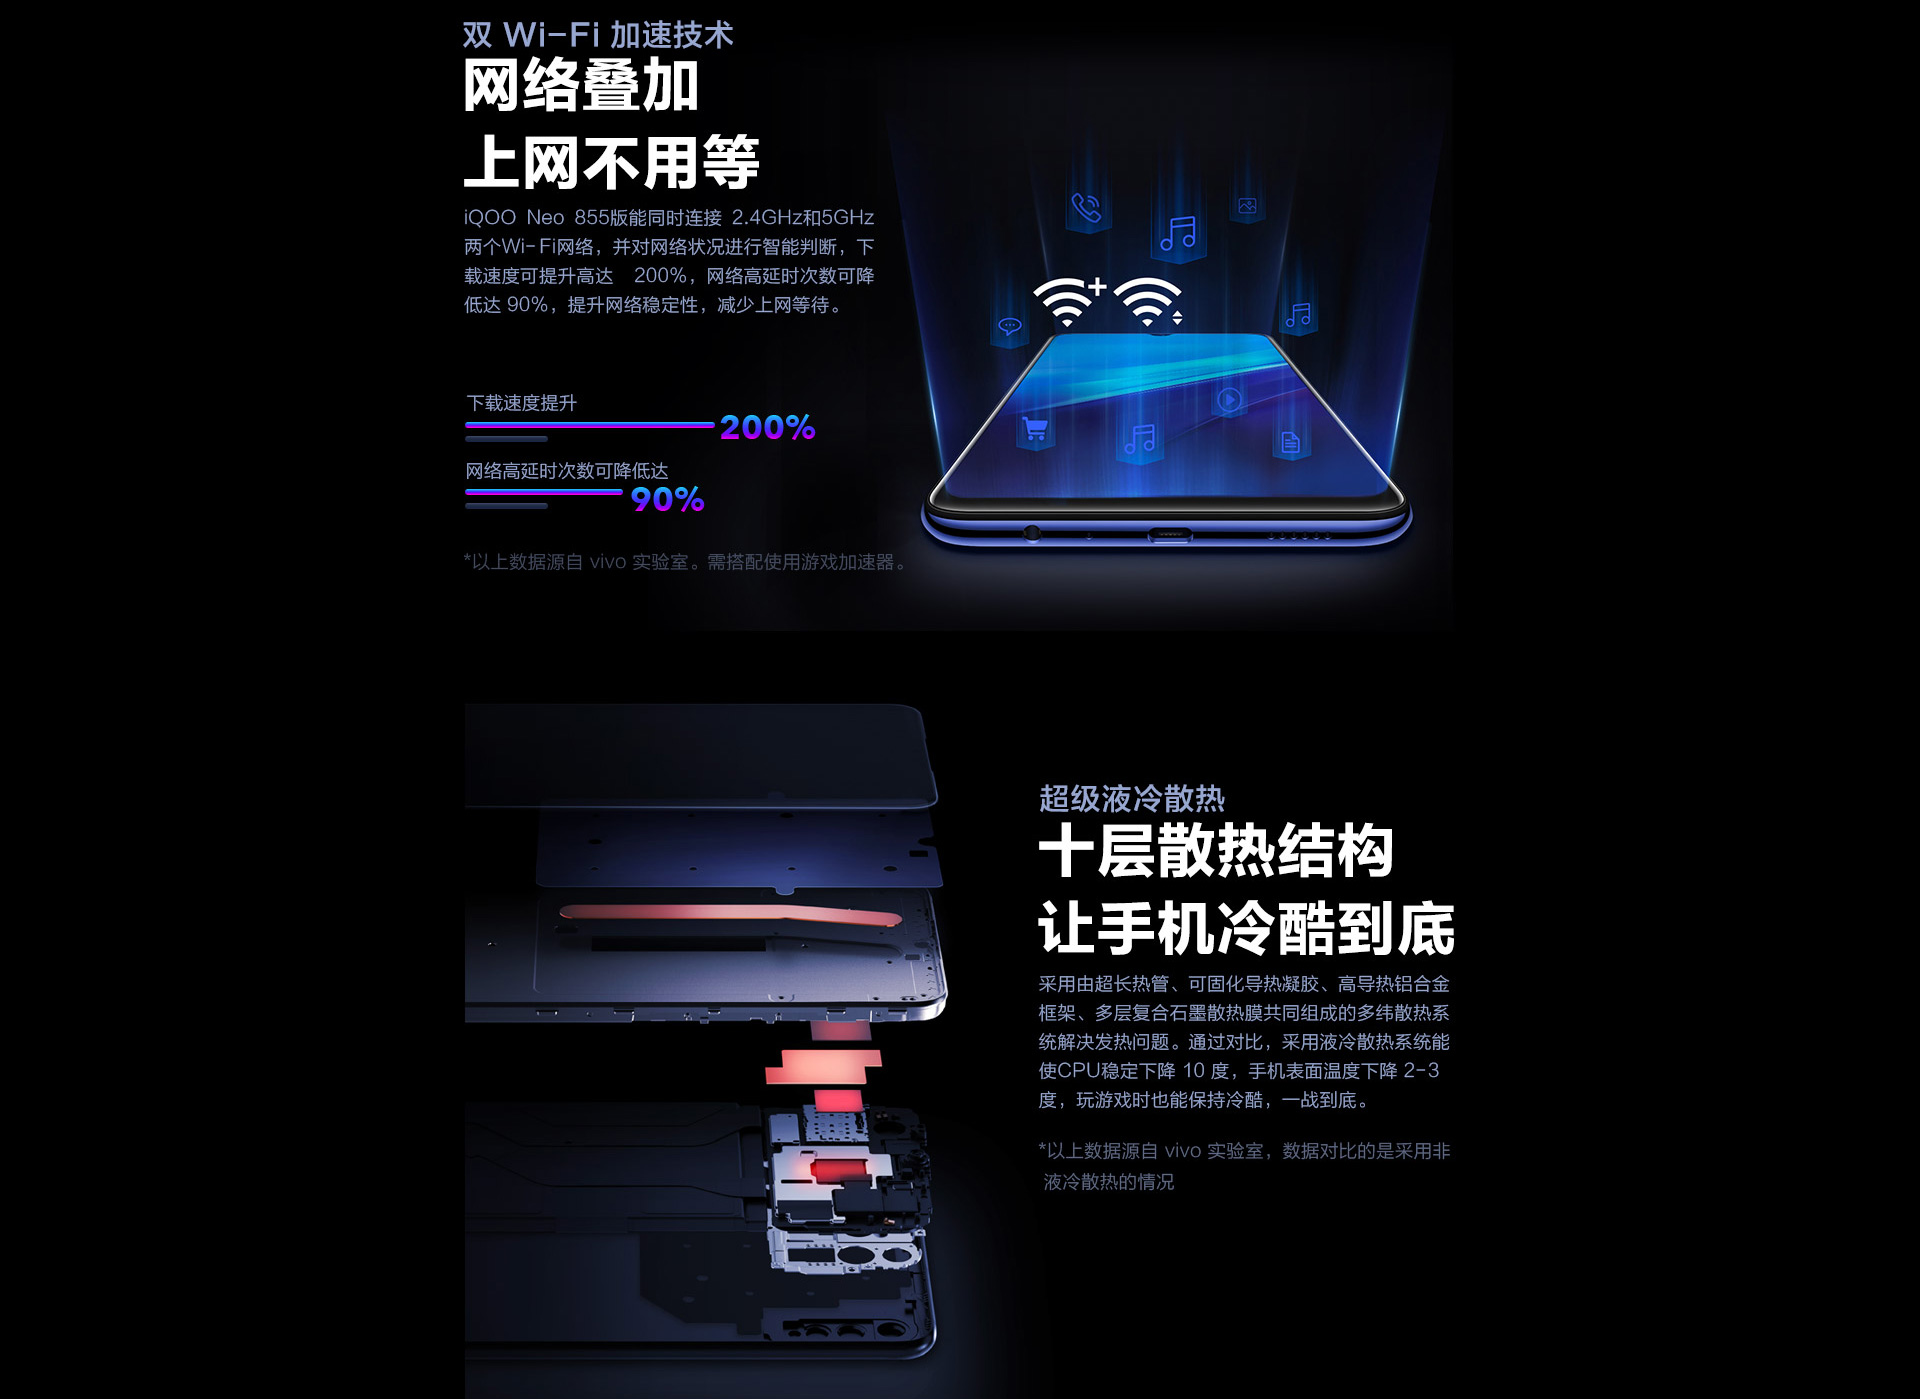 双 Wi-Fi 加速技术
网络叠加
上网不用等
iQOO Neo 855版能同时连接 2.4GHz和5GHz
两个Wi-Fi网络，并对网络状况进行智能判断，下
载速度可提升高达 200%，网络高延时次数可降
低达 90%，提升网络稳定性，减少上网等待。
下载速度提升
200%
网络高延时次数可降低达
90%
*以上数据源自 vivo 实验室。需搭配使用游戏加速器。
超级液冷散热
十层散热结构
让手机冷酷到底
采用由超长热管、可固化导热凝胶、高导热铝合金
框架、多层复合石墨散热膜共同组成的多纬散热系
统解决发热问题。通过对比，采用液冷散热系统能
使CPU稳定下降 10 度，手机表面温度下降 2-3
度，玩游戏时也能保持冷酷，一战到底。
*以上数据源自 vivo 实验室，数据对比的是采用非
液冷散热的情况